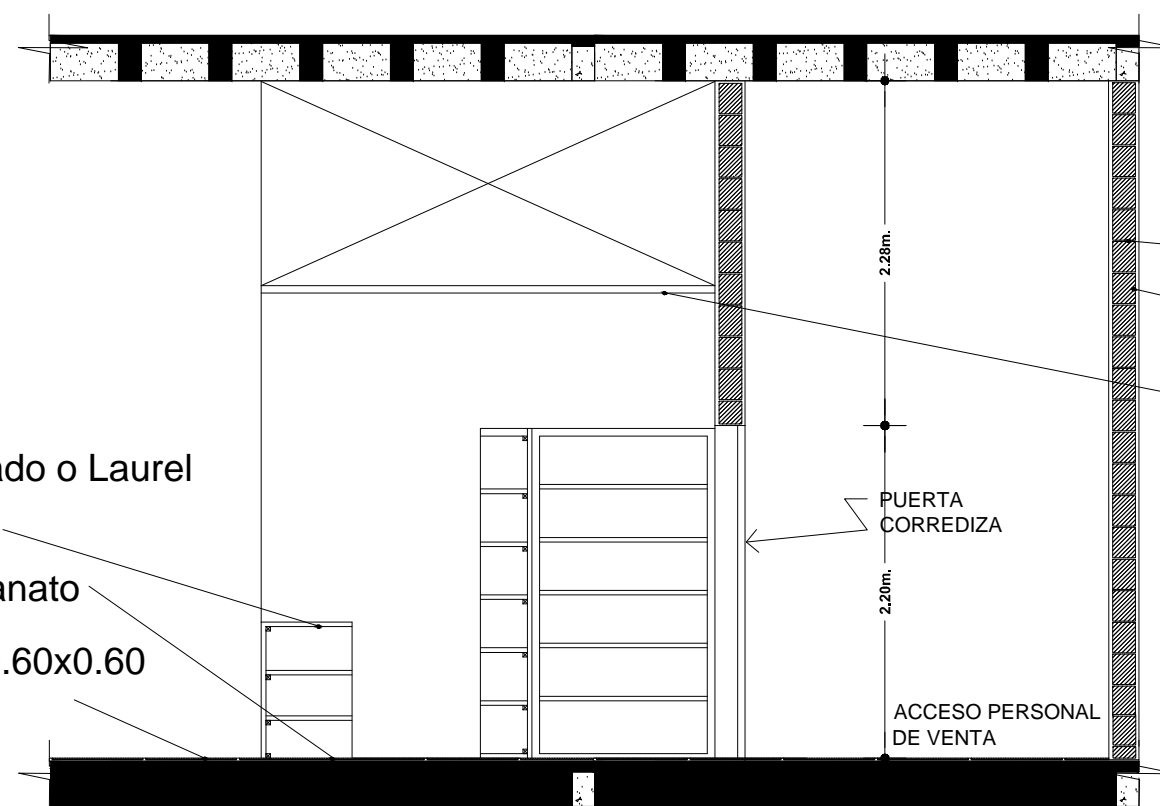 2.28m.
ado o Laurel
PUERTA
CORREDIZA
anato
2.20m.
.60x0.60
ACCESO PERSONAL
DE VENTA